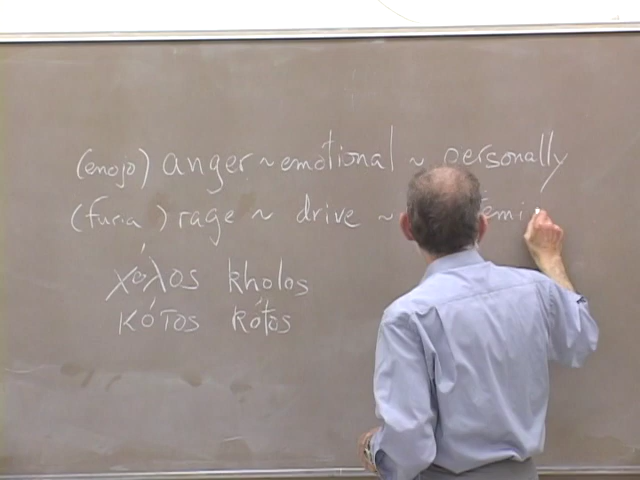 (enojo) anger ~ emotional ~ personally
(furia) rage ~ drive ~
χόλος kholos
κότος kótos